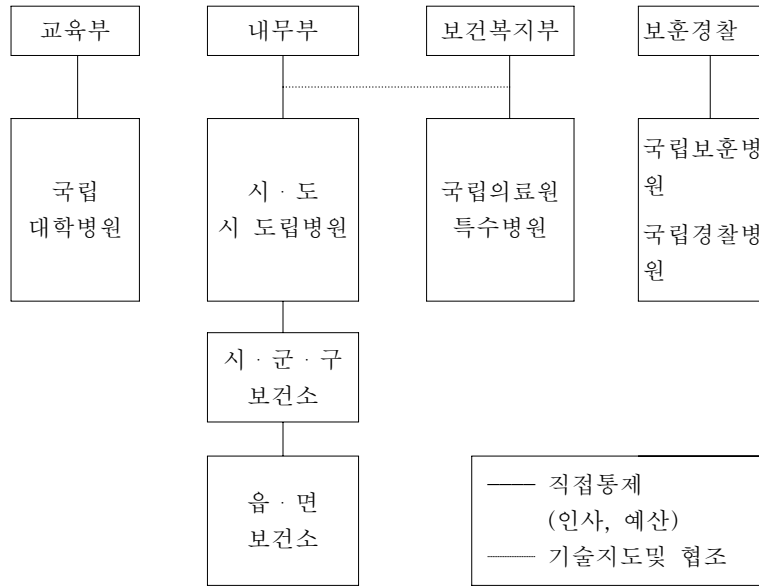 교육부
내무부
보건복지부
보훈경찰
국립
대학병원
시 · 도
시 도립병원
국립의료원
특수병원
국립보훈병
원
국립경찰병
원
시 · 군 · 구
보건소
읍 · 면
보건소
직접통제
(인사, 예산)
기술지도및 협조